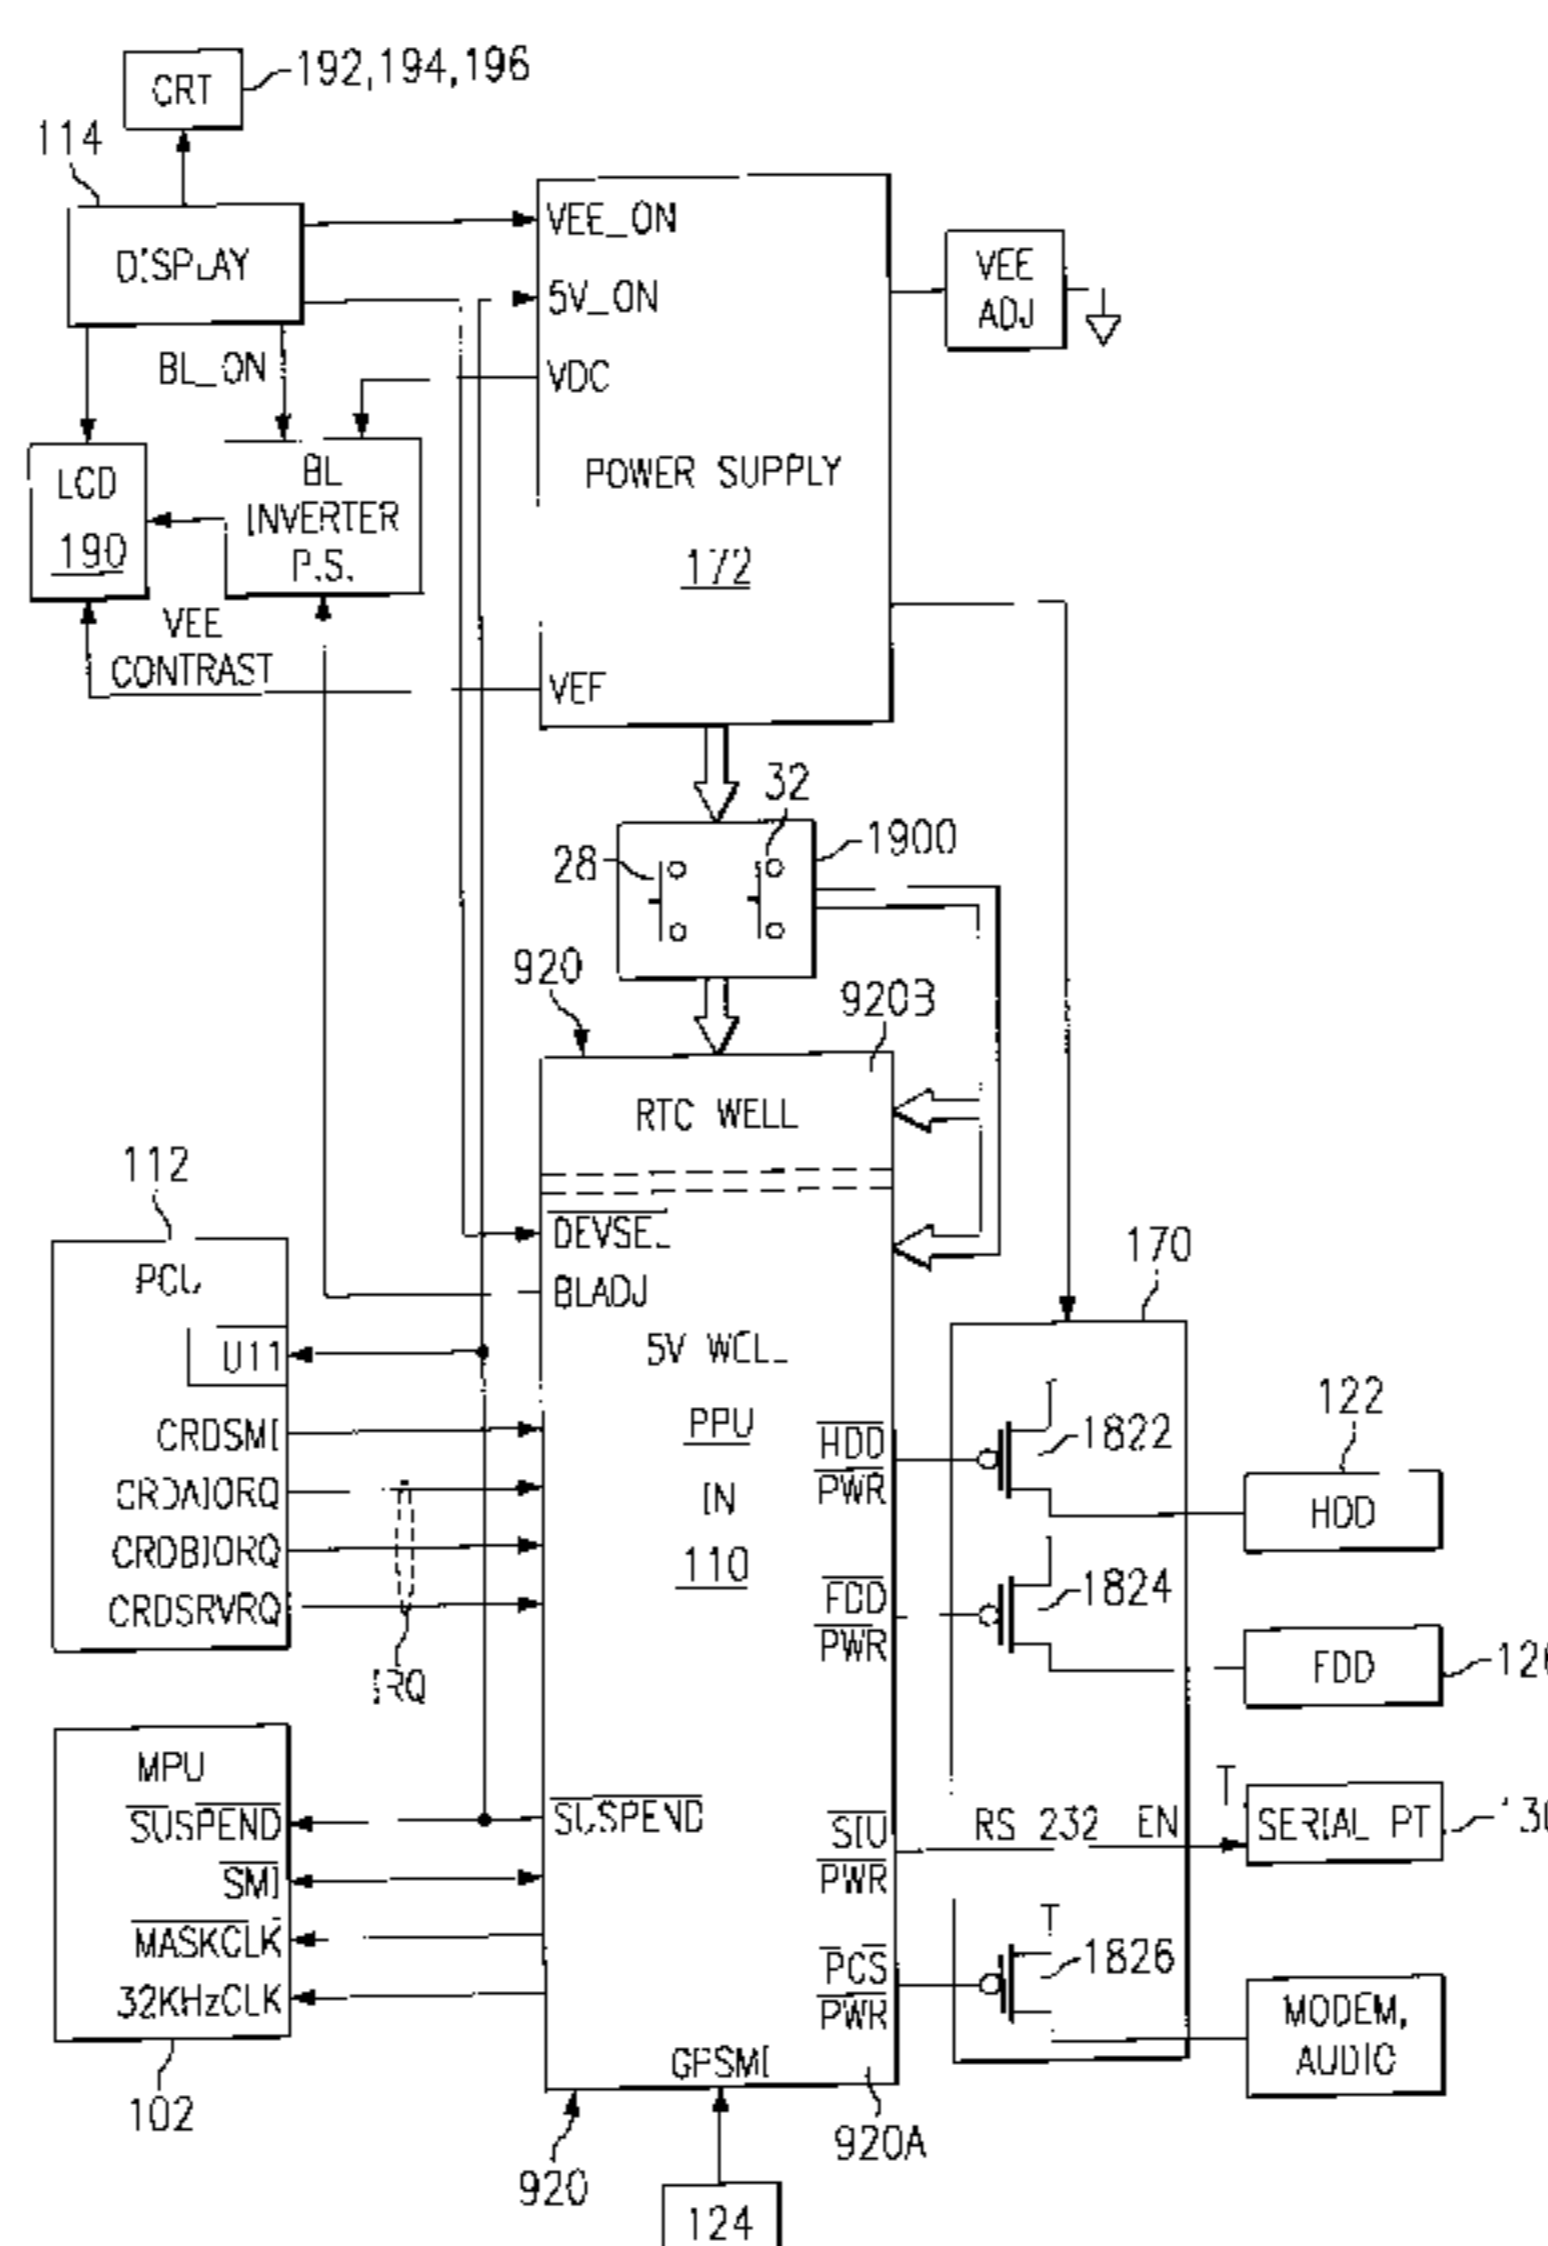 CRT
192,194,196
114
DISPLAY
VEE_ON
5V_ON
VDC
VEE
ADJ
BL_ON
LCD
190
BL
INVERTER
P.S.
POWER SUPPLY
172
VEE
CONTRAST
VEF
32
28
1900
920
920B
RTC WELL
112
PCU
DEVSEL
BLADJ
U11
5V WELL
170
CRDSMI
CRDAIORQ
CRDBIORQ
CRDSRVRQ
IRQ
PPU
IN
110
HDD
PWR
1822
122
HDD
FDD
PWR
1824
FDD
MPU
SUSPEND
SMI
MASKCLK
32KHzCLK
102
SUSPEND
SIU
PWR
RS 232 EN
T
SERIAL PT
PCS
PWR
T
1826
MODEM,
AUDIO
GPSMI
920A
920
124